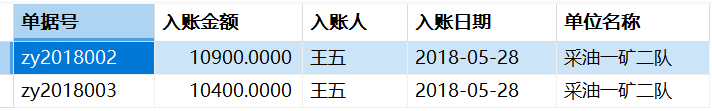 单据号 入账金额 入账人 入账日期 单位名称
zy2018002 10900.0000 王五 2018-05-28 采油一矿二队
zy2018003 10400.0000 王五 2018-05-28 采油一矿二队